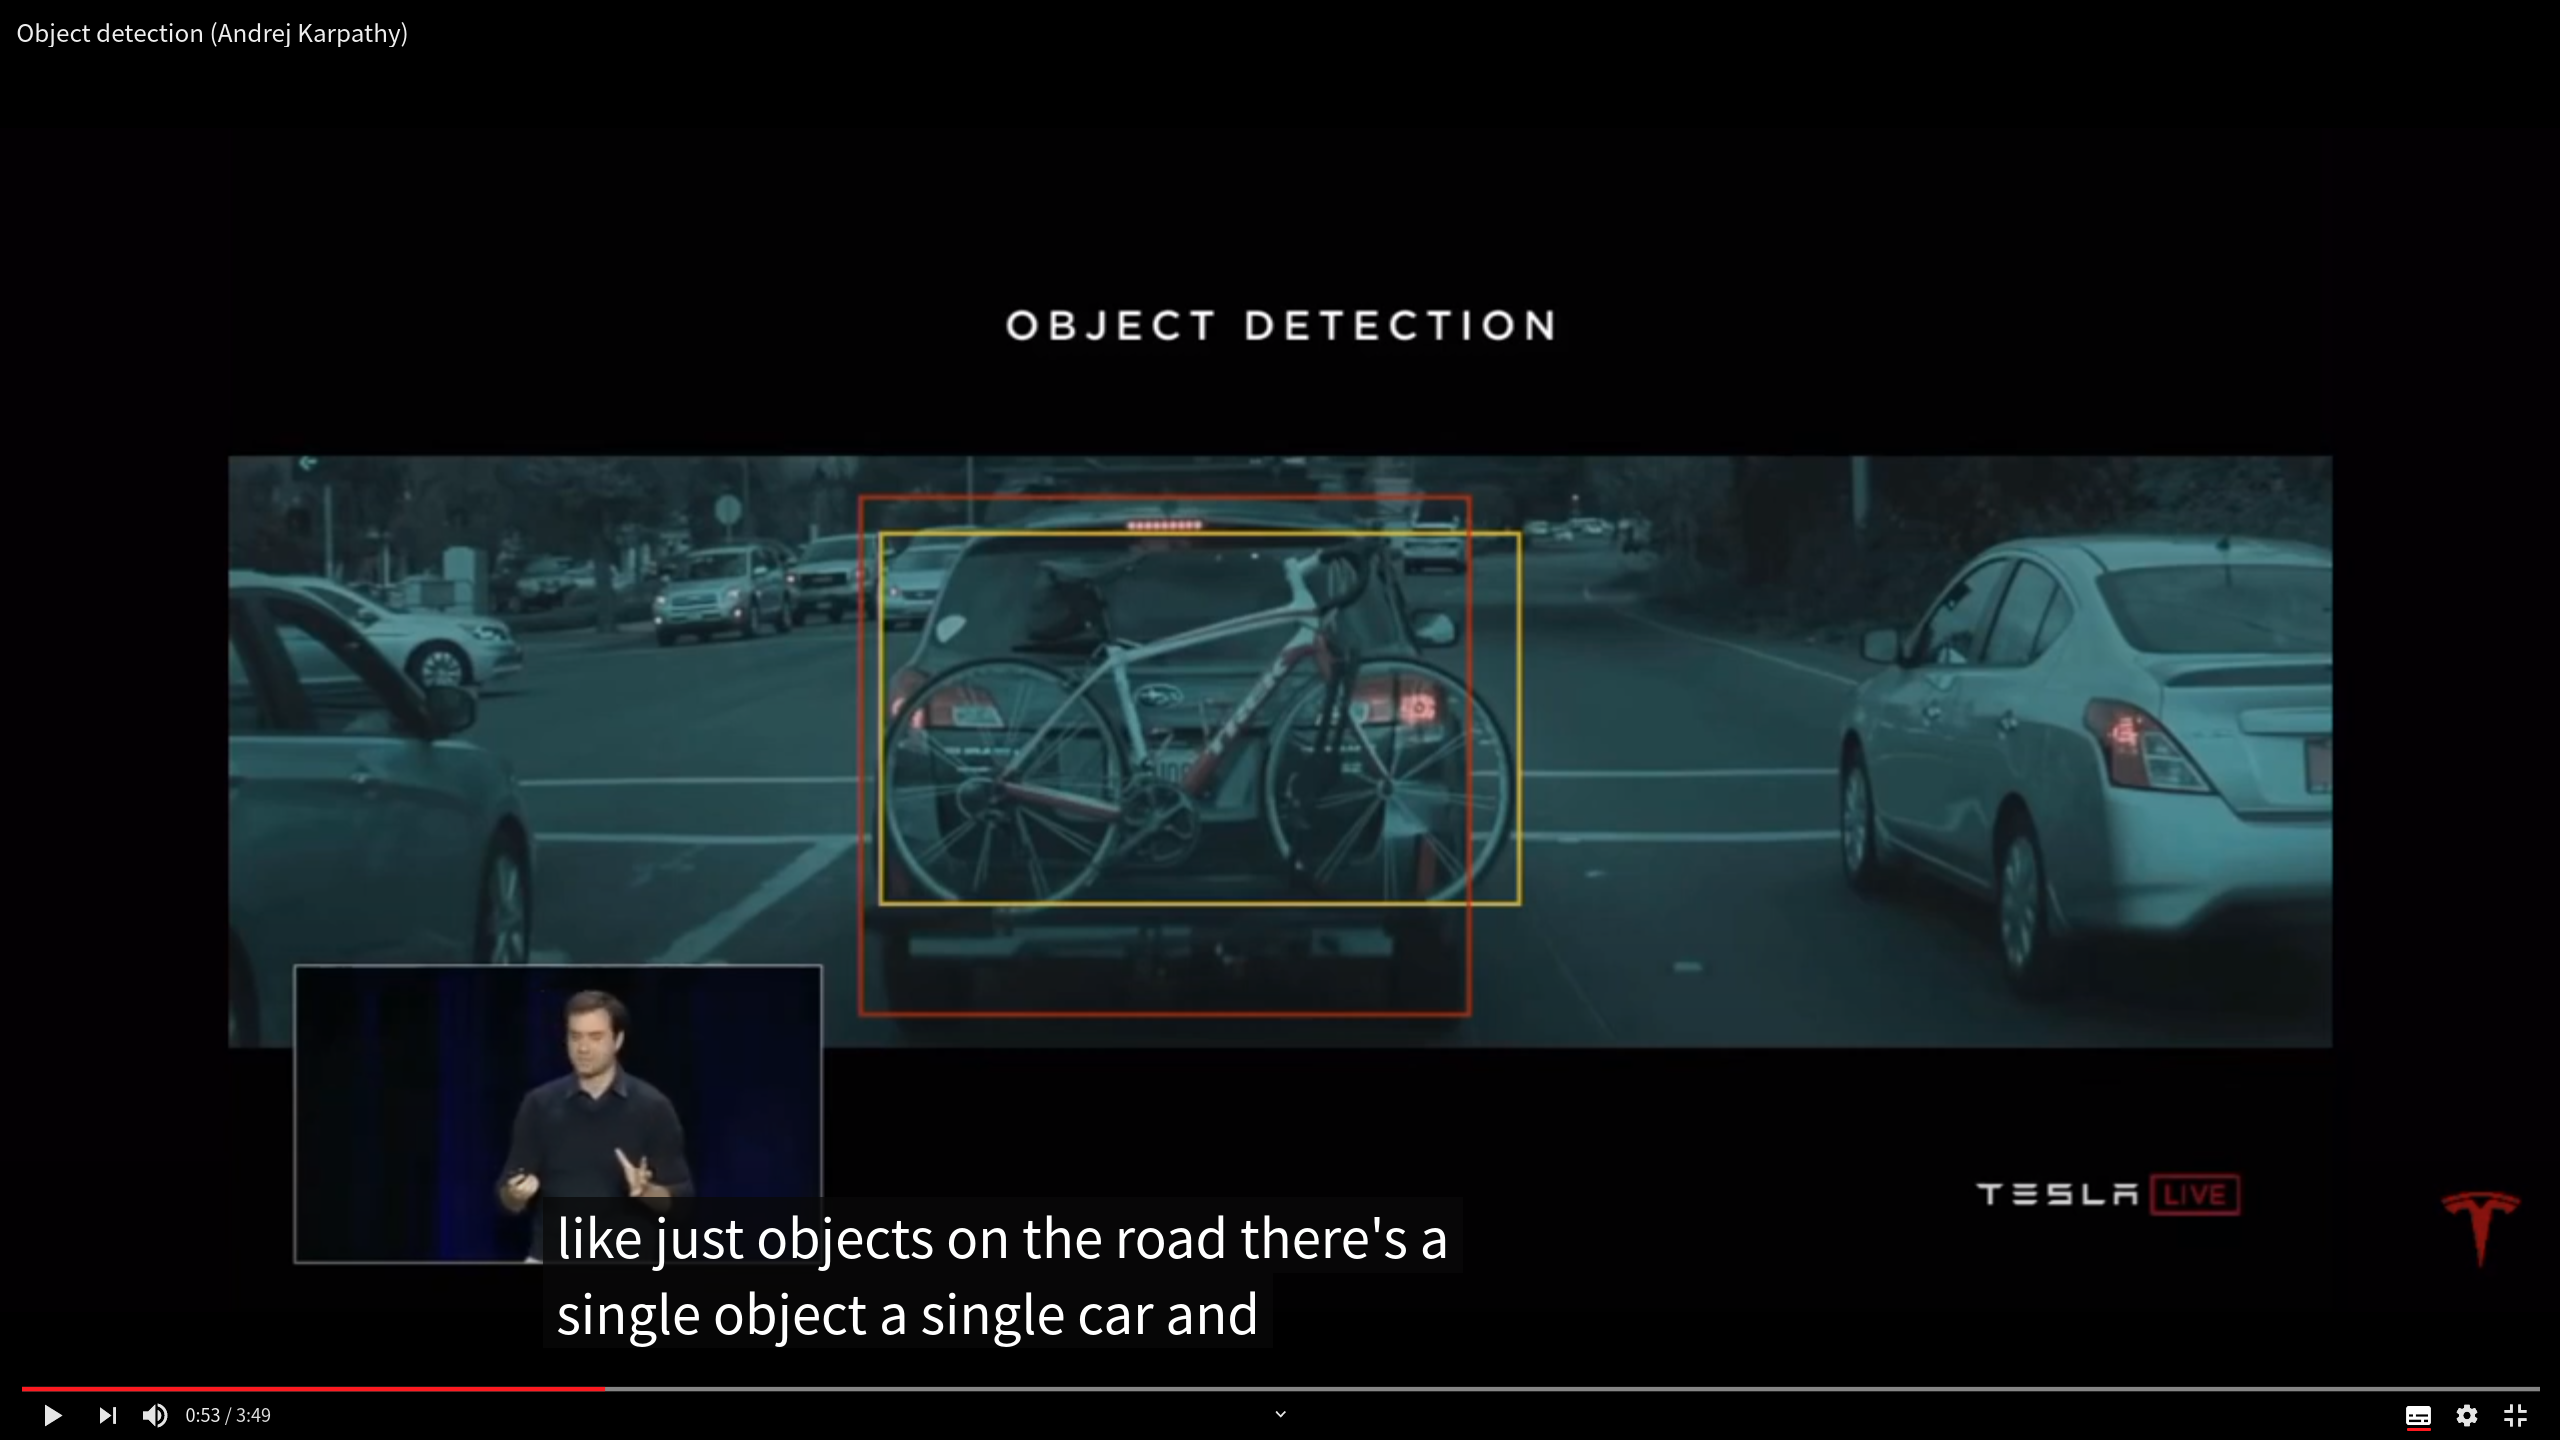 Object detection (Andrej Karpathy)
OBJECT DETECTION
TREK
TESLA LIVE
like just objects on the road there's a
single object a single car and
0:53 / 3:49